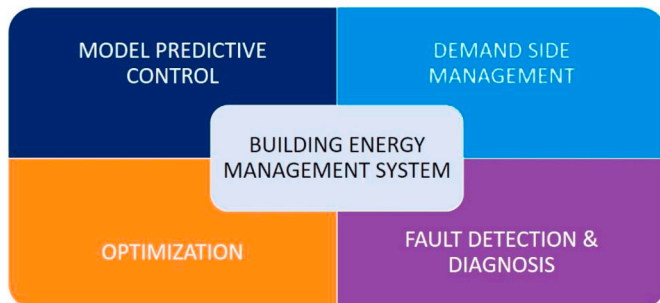 MODEL PREDICTIVE
CONTROL
DEMAND SIDE
MANAGEMENT
BUILDING ENERGY
MANAGEMENT SYSTEM
OPTIMIZATION
FAULT DETECTION &
DIAGNOSIS